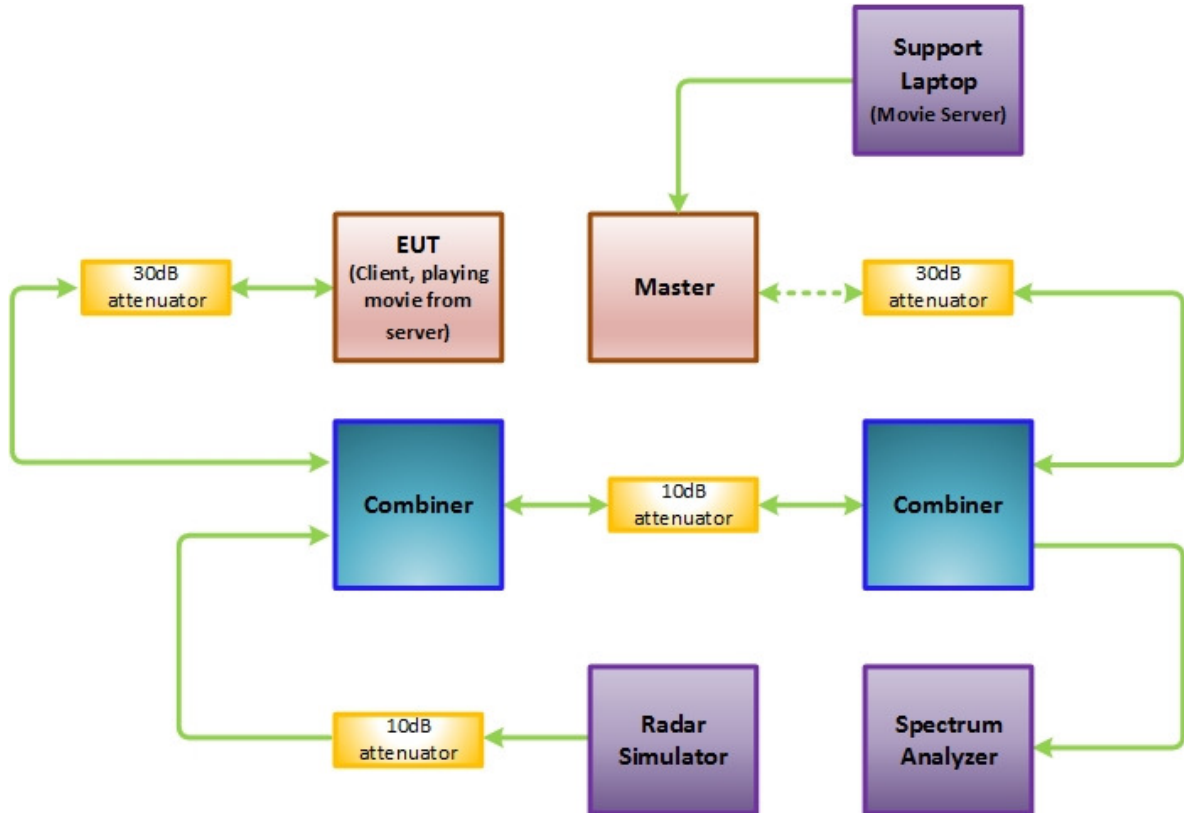 Support
Laptop
(Movie Server)
EUT
(Client, playing
movie from
server)
Master
30dB
attenuator
30dB
attenuator
Combiner
10dB
attenuator
Combiner
10dB
attenuator
Radar
Simulator
Spectrum
Analyzer